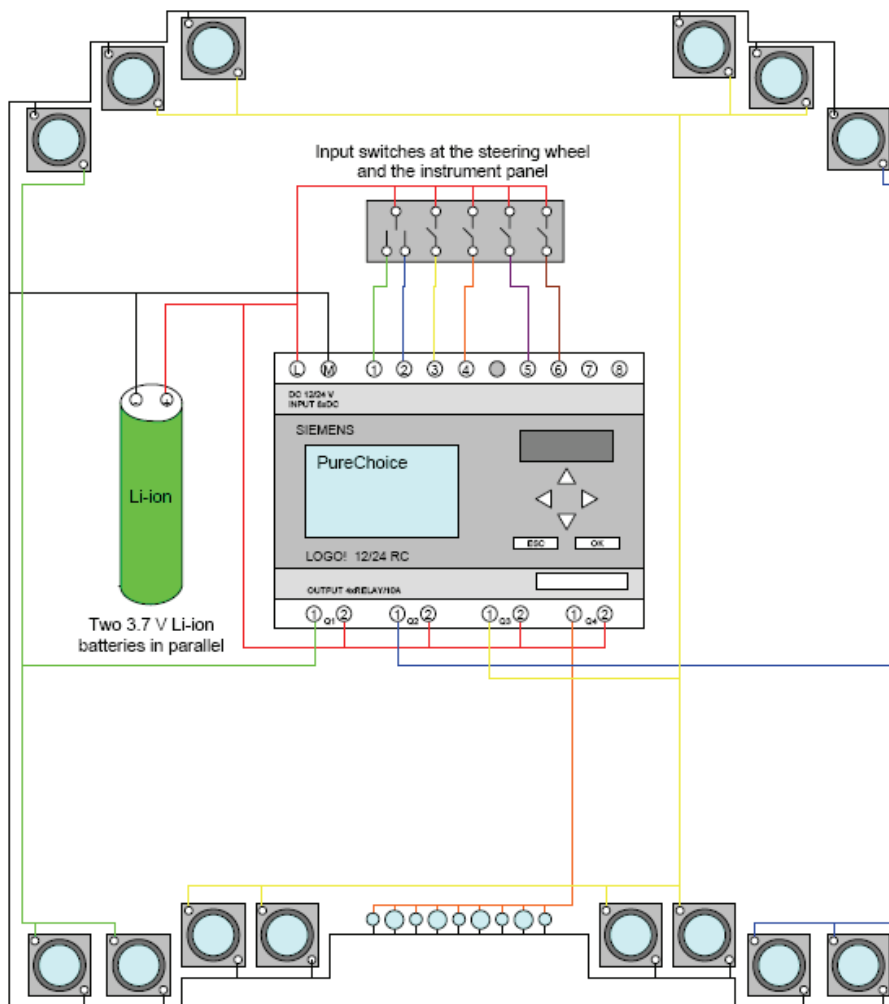 Input switches at the steering wheel
and the instrument panel
L M 1 2 3 4 5 6 7 8
DC 12/24 V
INPUT 8xDC
SIEMENS
PureChoice
Li-ion
ESC OK
LOGO! 12/24 RC
OUTPUT 4xRELAY/10A
1 Q1 2 1 Q2 2 1 Q3 2 1 Q4 2
Two 3.7 V Li-ion
batteries in parallel
- +